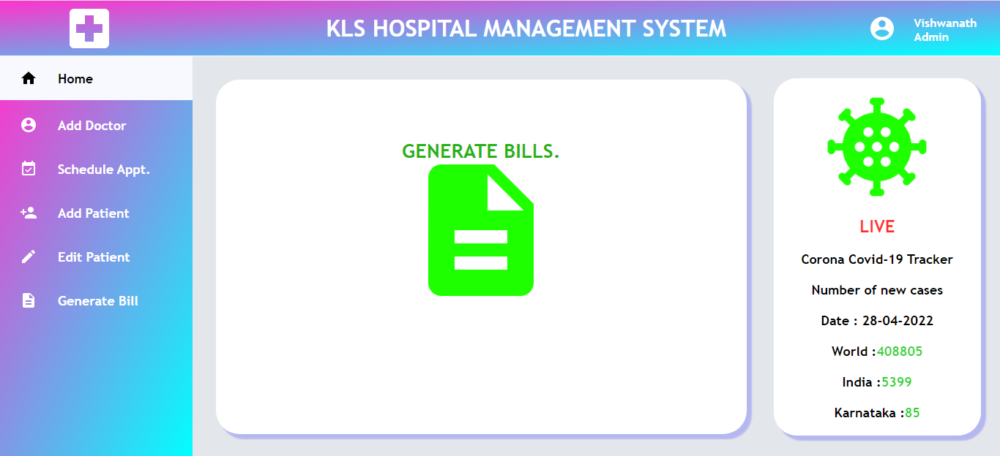 KLS HOSPITAL MANAGEMENT SYSTEM
Vishwanath
Admin
Home
Add Doctor
Schedule Appt.
Add Patient
Edit Patient
Generate Bill
GENERATE BILLS.
LIVE
Corona Covid-19 Tracker
Number of new cases
Date : 28-04-2022
World :408805
India :5399
Karnataka :85